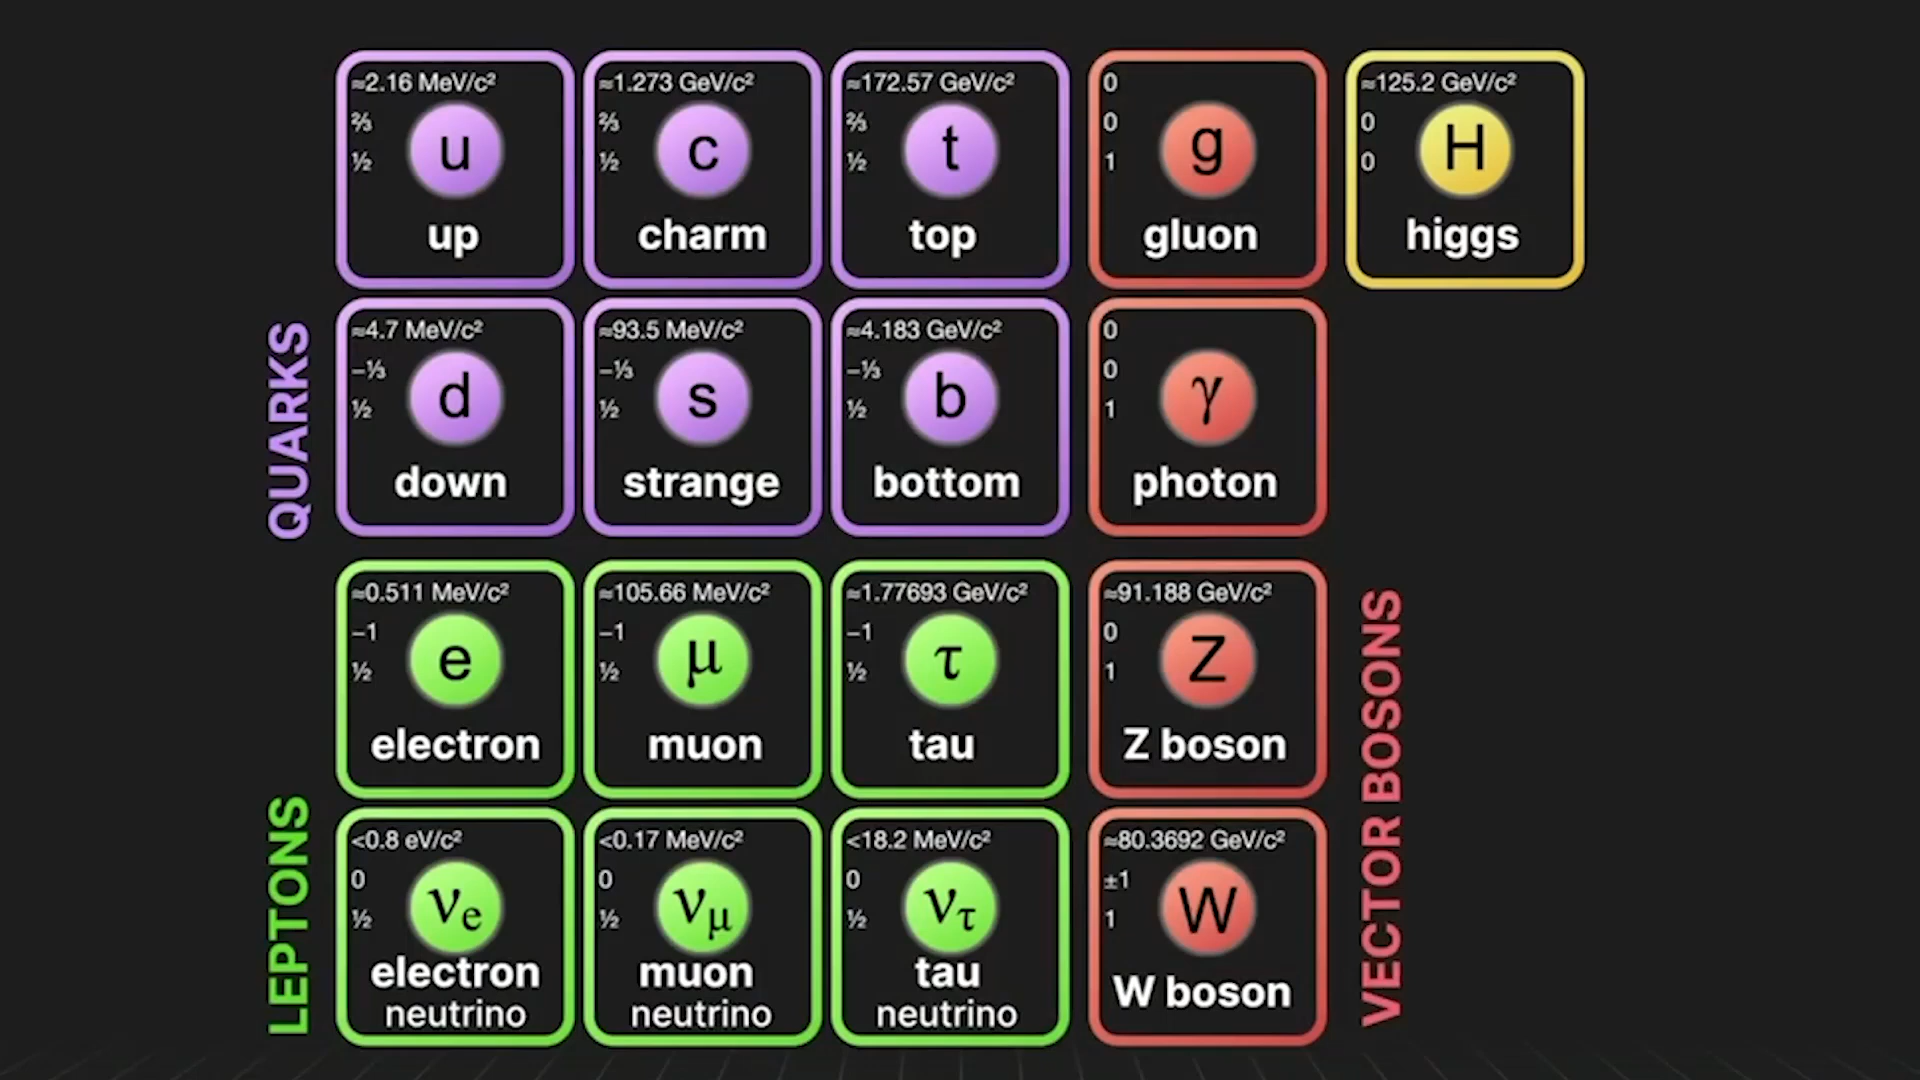 ≈2.16 MeV/c²
⅔
½
u
up
≈1.273 GeV/c²
⅔
½
c
charm
≈172.57 GeV/c²
⅔
½
t
top
0
0
1
g
gluon
≈125.2 GeV/c²
0
0
H
higgs
QUARKS
≈4.7 MeV/c²
−⅓
½
d
down
≈93.5 MeV/c²
−⅓
½
s
strange
≈4.183 GeV/c²
−⅓
½
b
bottom
0
0
1
γ
photon
≈0.511 MeV/c²
−1
½
e
electron
≈105.66 MeV/c²
−1
½
μ
muon
≈1.77693 GeV/c²
−1
½
τ
tau
≈91.188 GeV/c²
0
1
Z
Z boson
VECTOR BOSONS
LEPTONS
<0.8 eV/c²
0
½
νe
electron
neutrino
<0.17 MeV/c²
0
½
νμ
muon
neutrino
<18.2 MeV/c²
0
½
ντ
tau
neutrino
≈80.3692 GeV/c²
±1
1
W
W boson